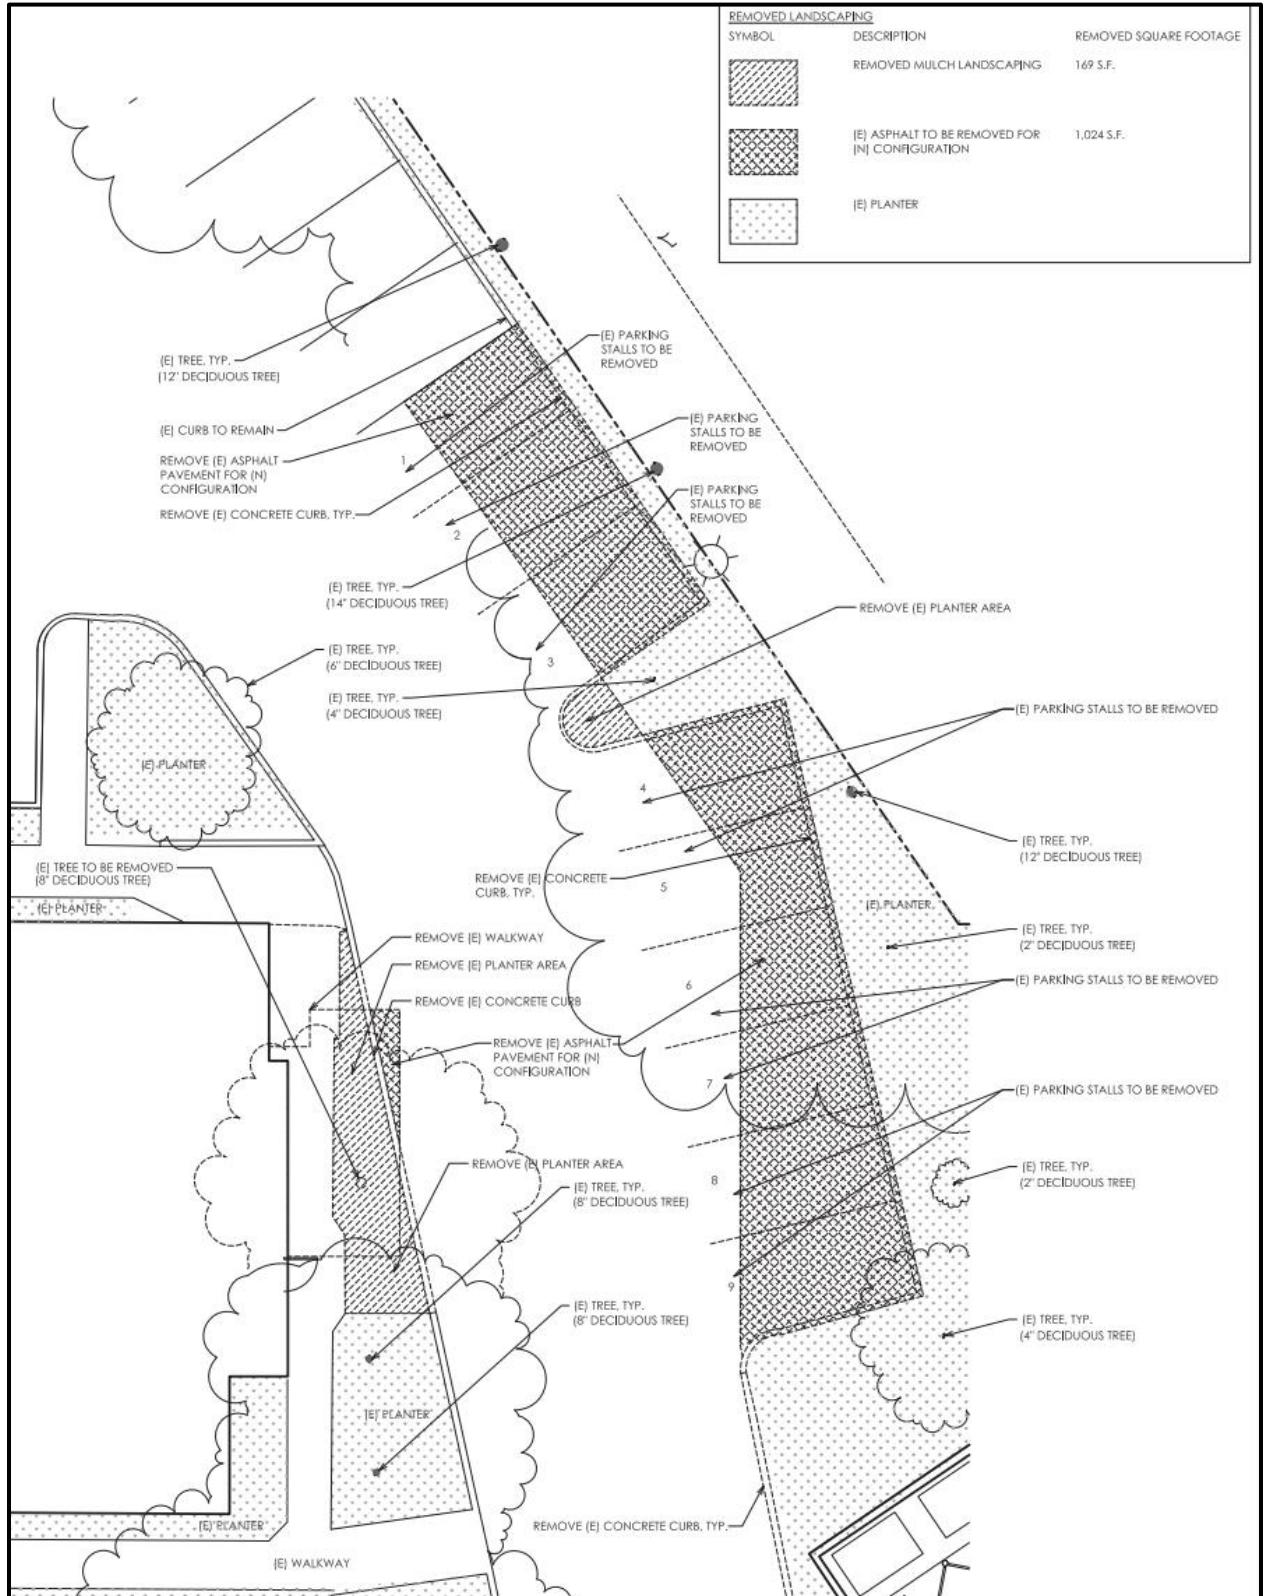 REMOVED LANDSCAPING
SYMBOL DESCRIPTION REMOVED SQUARE FOOTAGE
REMOVED MULCH LANDSCAPING 169 S.F.
(E) ASPHALT TO BE REMOVED FOR 1,024 S.F.
(N) CONFIGURATION
(E) PLANTER
(E) PARKING
STALLS TO BE
REMOVED
(E) TREE, TYP.
(12" DECIDUOUS TREE)
(E) PARKING
STALLS TO BE
REMOVED
(E) CURB TO REMAIN
REMOVE (E) ASPHALT
PAVEMENT FOR (N)
CONFIGURATION
1
(E) PARKING
STALLS TO BE
REMOVED
REMOVE (E) CONCRETE CURB, TYP.
2
(E) TREE, TYP.
(14" DECIDUOUS TREE)
REMOVE (E) PLANTER AREA
(E) TREE, TYP.
(6" DECIDUOUS TREE)
3
(E) TREE, TYP.
(4" DECIDUOUS TREE)
(E) PARKING STALLS TO BE REMOVED
(E) PLANTER
4
(E) TREE, TYP.
(12" DECIDUOUS TREE)
(E) TREE TO BE REMOVED
(8" DECIDUOUS TREE)
REMOVE (E) CONCRETE
CURB, TYP.
5
(E) PLANTER
(E) PLANTER
(E) TREE, TYP.
(2" DECIDUOUS TREE)
REMOVE (E) WALKWAY
REMOVE (E) PLANTER AREA
(E) PARKING STALLS TO BE REMOVED
6
REMOVE (E) CONCRETE CURB
REMOVE (E) ASPHALT
PAVEMENT FOR (N)
CONFIGURATION
7
(E) PARKING STALLS TO BE REMOVED
REMOVE (E) PLANTER AREA
(E) TREE, TYP.
(2" DECIDUOUS TREE)
8
(E) TREE, TYP.
(8" DECIDUOUS TREE)
9
(E) TREE, TYP.
(8" DECIDUOUS TREE)
(E) TREE, TYP.
(4" DECIDUOUS TREE)
(E) PLANTER
(E) PLANTER
REMOVE (E) CONCRETE CURB, TYP.
(E) WALKWAY